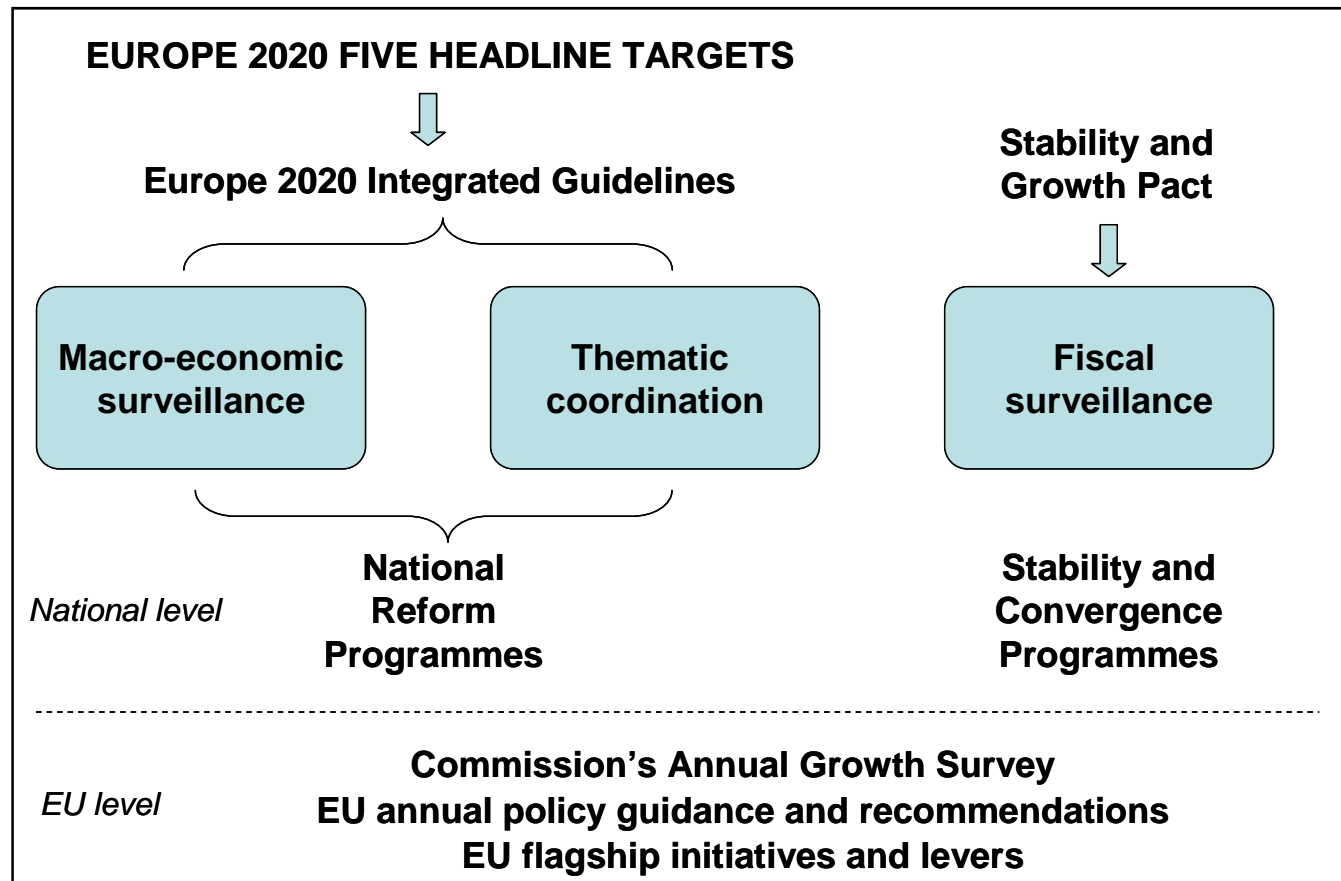 EUROPE 2020 FIVE HEADLINE TARGETS
Europe 2020 Integrated Guidelines
Stability and
Growth Pact
Macro-economic
surveillance
Thematic
coordination
Fiscal
surveillance
National level
National
Reform
Programmes
Stability and
Convergence
Programmes
EU level
Commission’s Annual Growth Survey
EU annual policy guidance and recommendations
EU flagship initiatives and levers